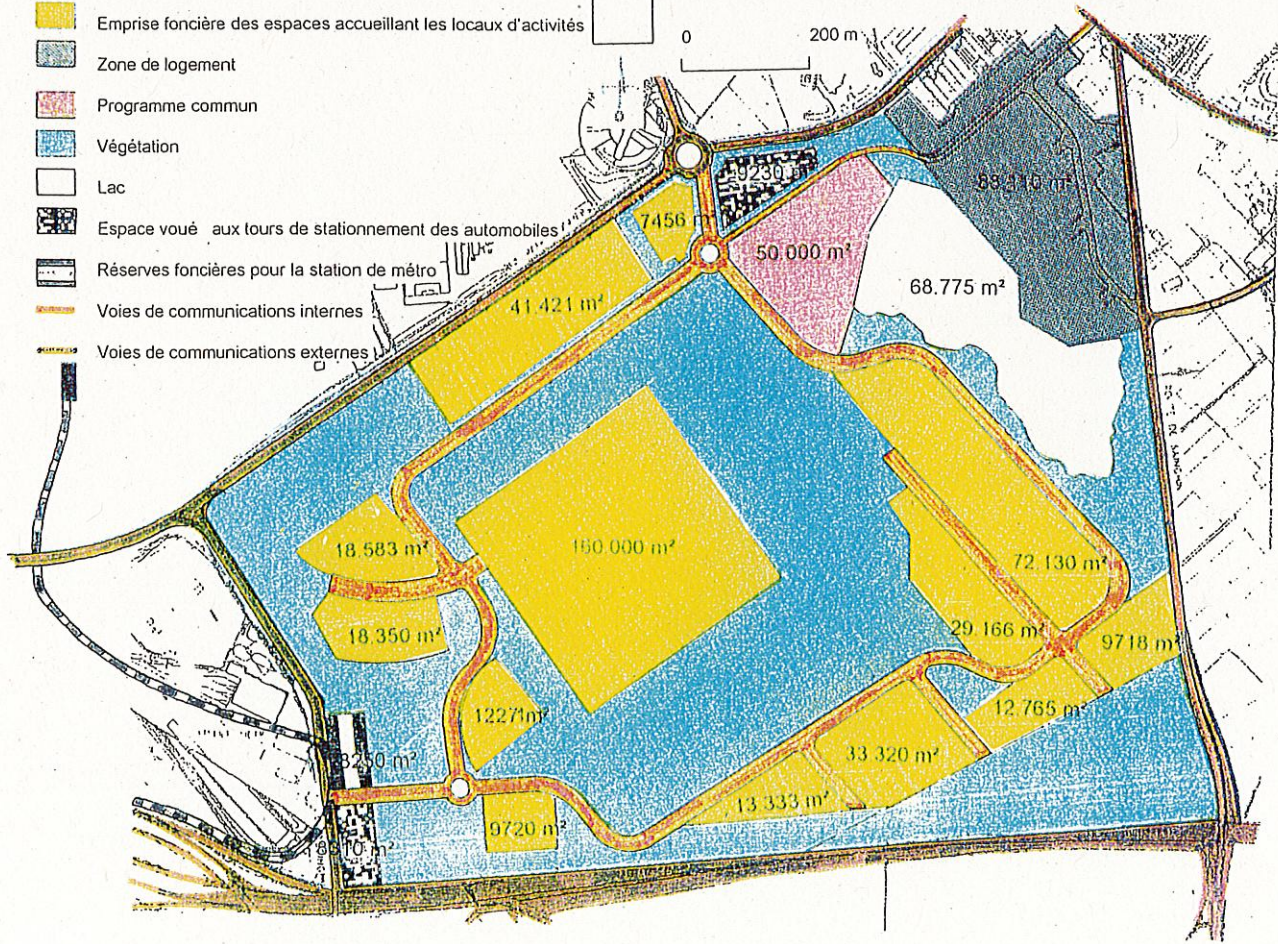 Emprise foncière des espaces accueillant les locaux d'activités
Zone de logement
Programme commun
Végétation
Lac
Espace voué aux tours de stationnement des automobiles
Réserves foncières pour la station de métro
Voies de communications internes
Voies de communications externes
0 200 m
9230
7456 m²
50.000 m²
68.775 m²
41.421 m²
18.583 m²
160.000 m²
72.130 m²
18.350 m²
29.166 m²
9718 m²
12271m²
12.765 m²
33.320 m²
13.333 m²
9720 m²